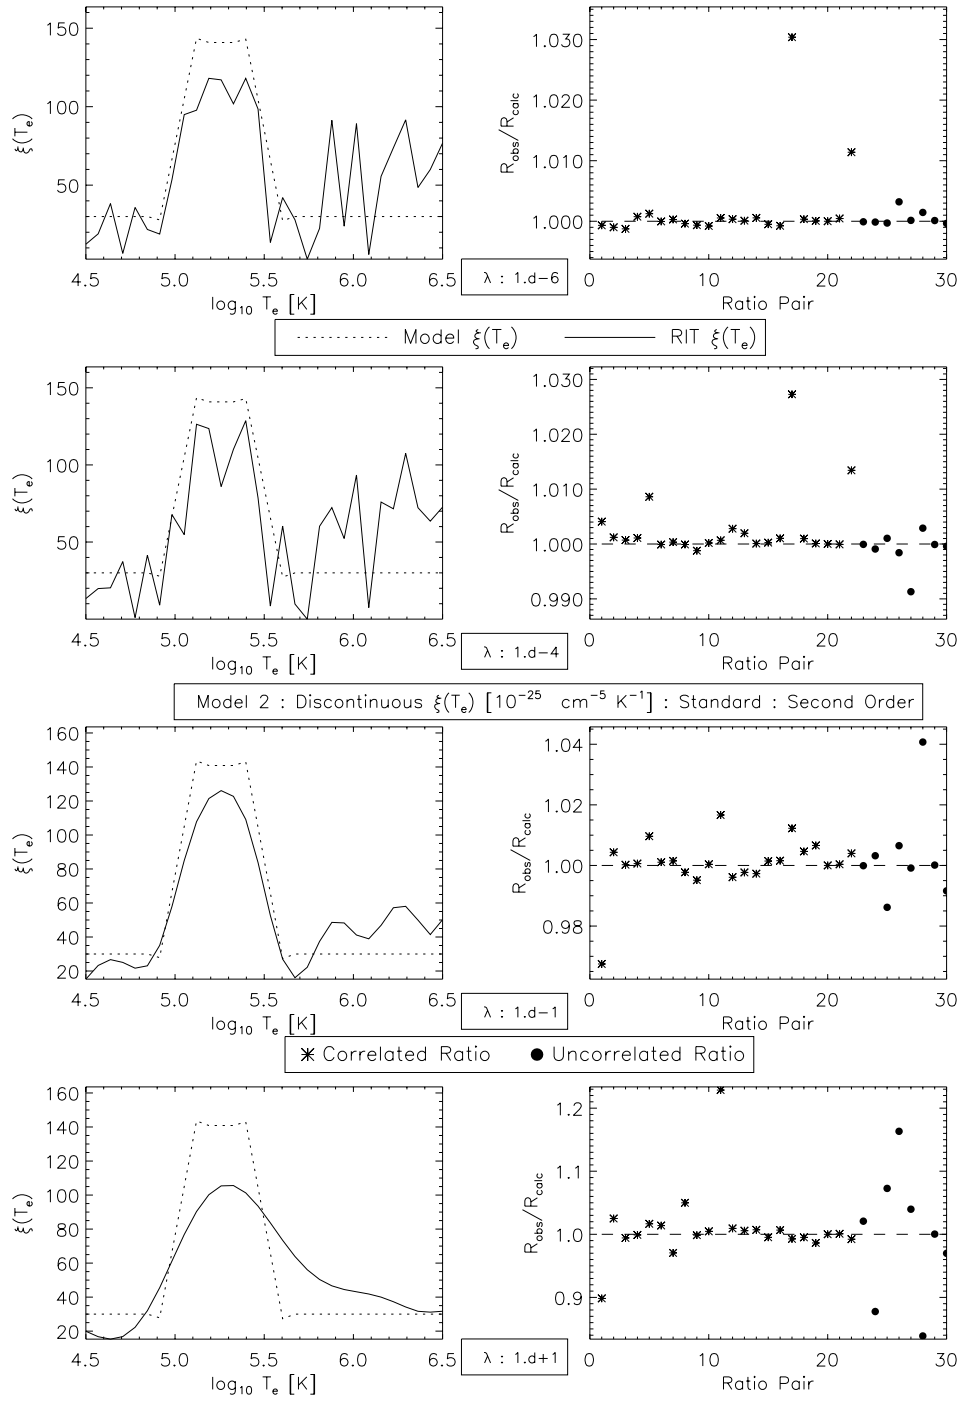 150
100
50
ξ(Te)
4.5 5.0 5.5 6.0 6.5
log10 Te [K]
λ : 1.d−6
1.030
1.020
1.010
1.000
Robs/Rcalc
0 10 20 30
Ratio Pair
Model ξ(Te) RIT ξ(Te)
150
100
50
ξ(Te)
4.5 5.0 5.5 6.0 6.5
log10 Te [K]
λ : 1.d−4
1.030
1.020
1.010
1.000
0.990
Robs/Rcalc
0 10 20 30
Ratio Pair
Model 2 : Discontinuous ξ(Te) [10−25 cm−5 K−1] : Standard : Second Order
160
140
120
100
80
60
40
20
ξ(Te)
4.5 5.0 5.5 6.0 6.5
log10 Te [K]
λ : 1.d−1
1.04
1.02
1.00
0.98
Robs/Rcalc
0 10 20 30
Ratio Pair
Correlated Ratio Uncorrelated Ratio
160
140
120
100
80
60
40
20
ξ(Te)
4.5 5.0 5.5 6.0 6.5
log10 Te [K]
λ : 1.d+1
1.2
1.1
1.0
0.9
Robs/Rcalc
0 10 20 30
Ratio Pair